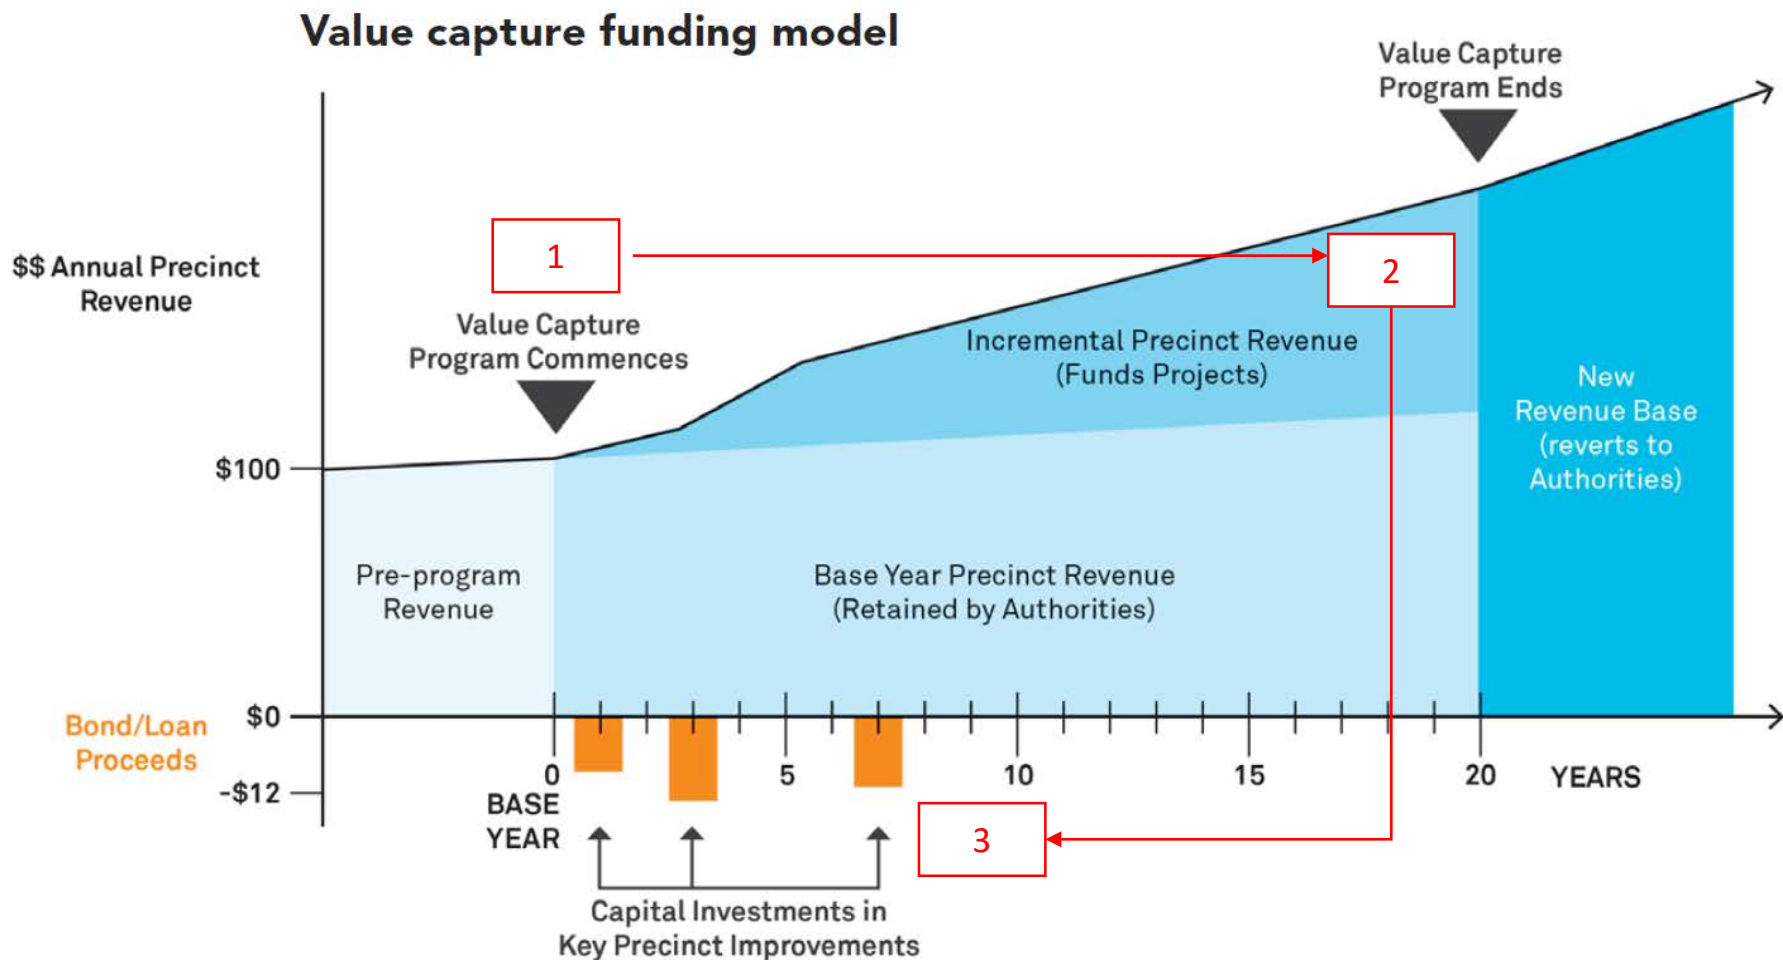 Value capture funding model
Value Capture
Program Ends
1
2
$$ Annual Precinct
Revenue
Value Capture
Program Commences
Incremental Precinct Revenue
(Funds Projects)
New
Revenue Base
(reverts to
Authorities)
$100
Pre-program
Revenue
Base Year Precinct Revenue
(Retained by Authorities)
Bond/Loan
Proceeds
$0
-$12
0
5
10
15
20
YEARS
BASE
YEAR
3
Capital Investments in
Key Precinct Improvements